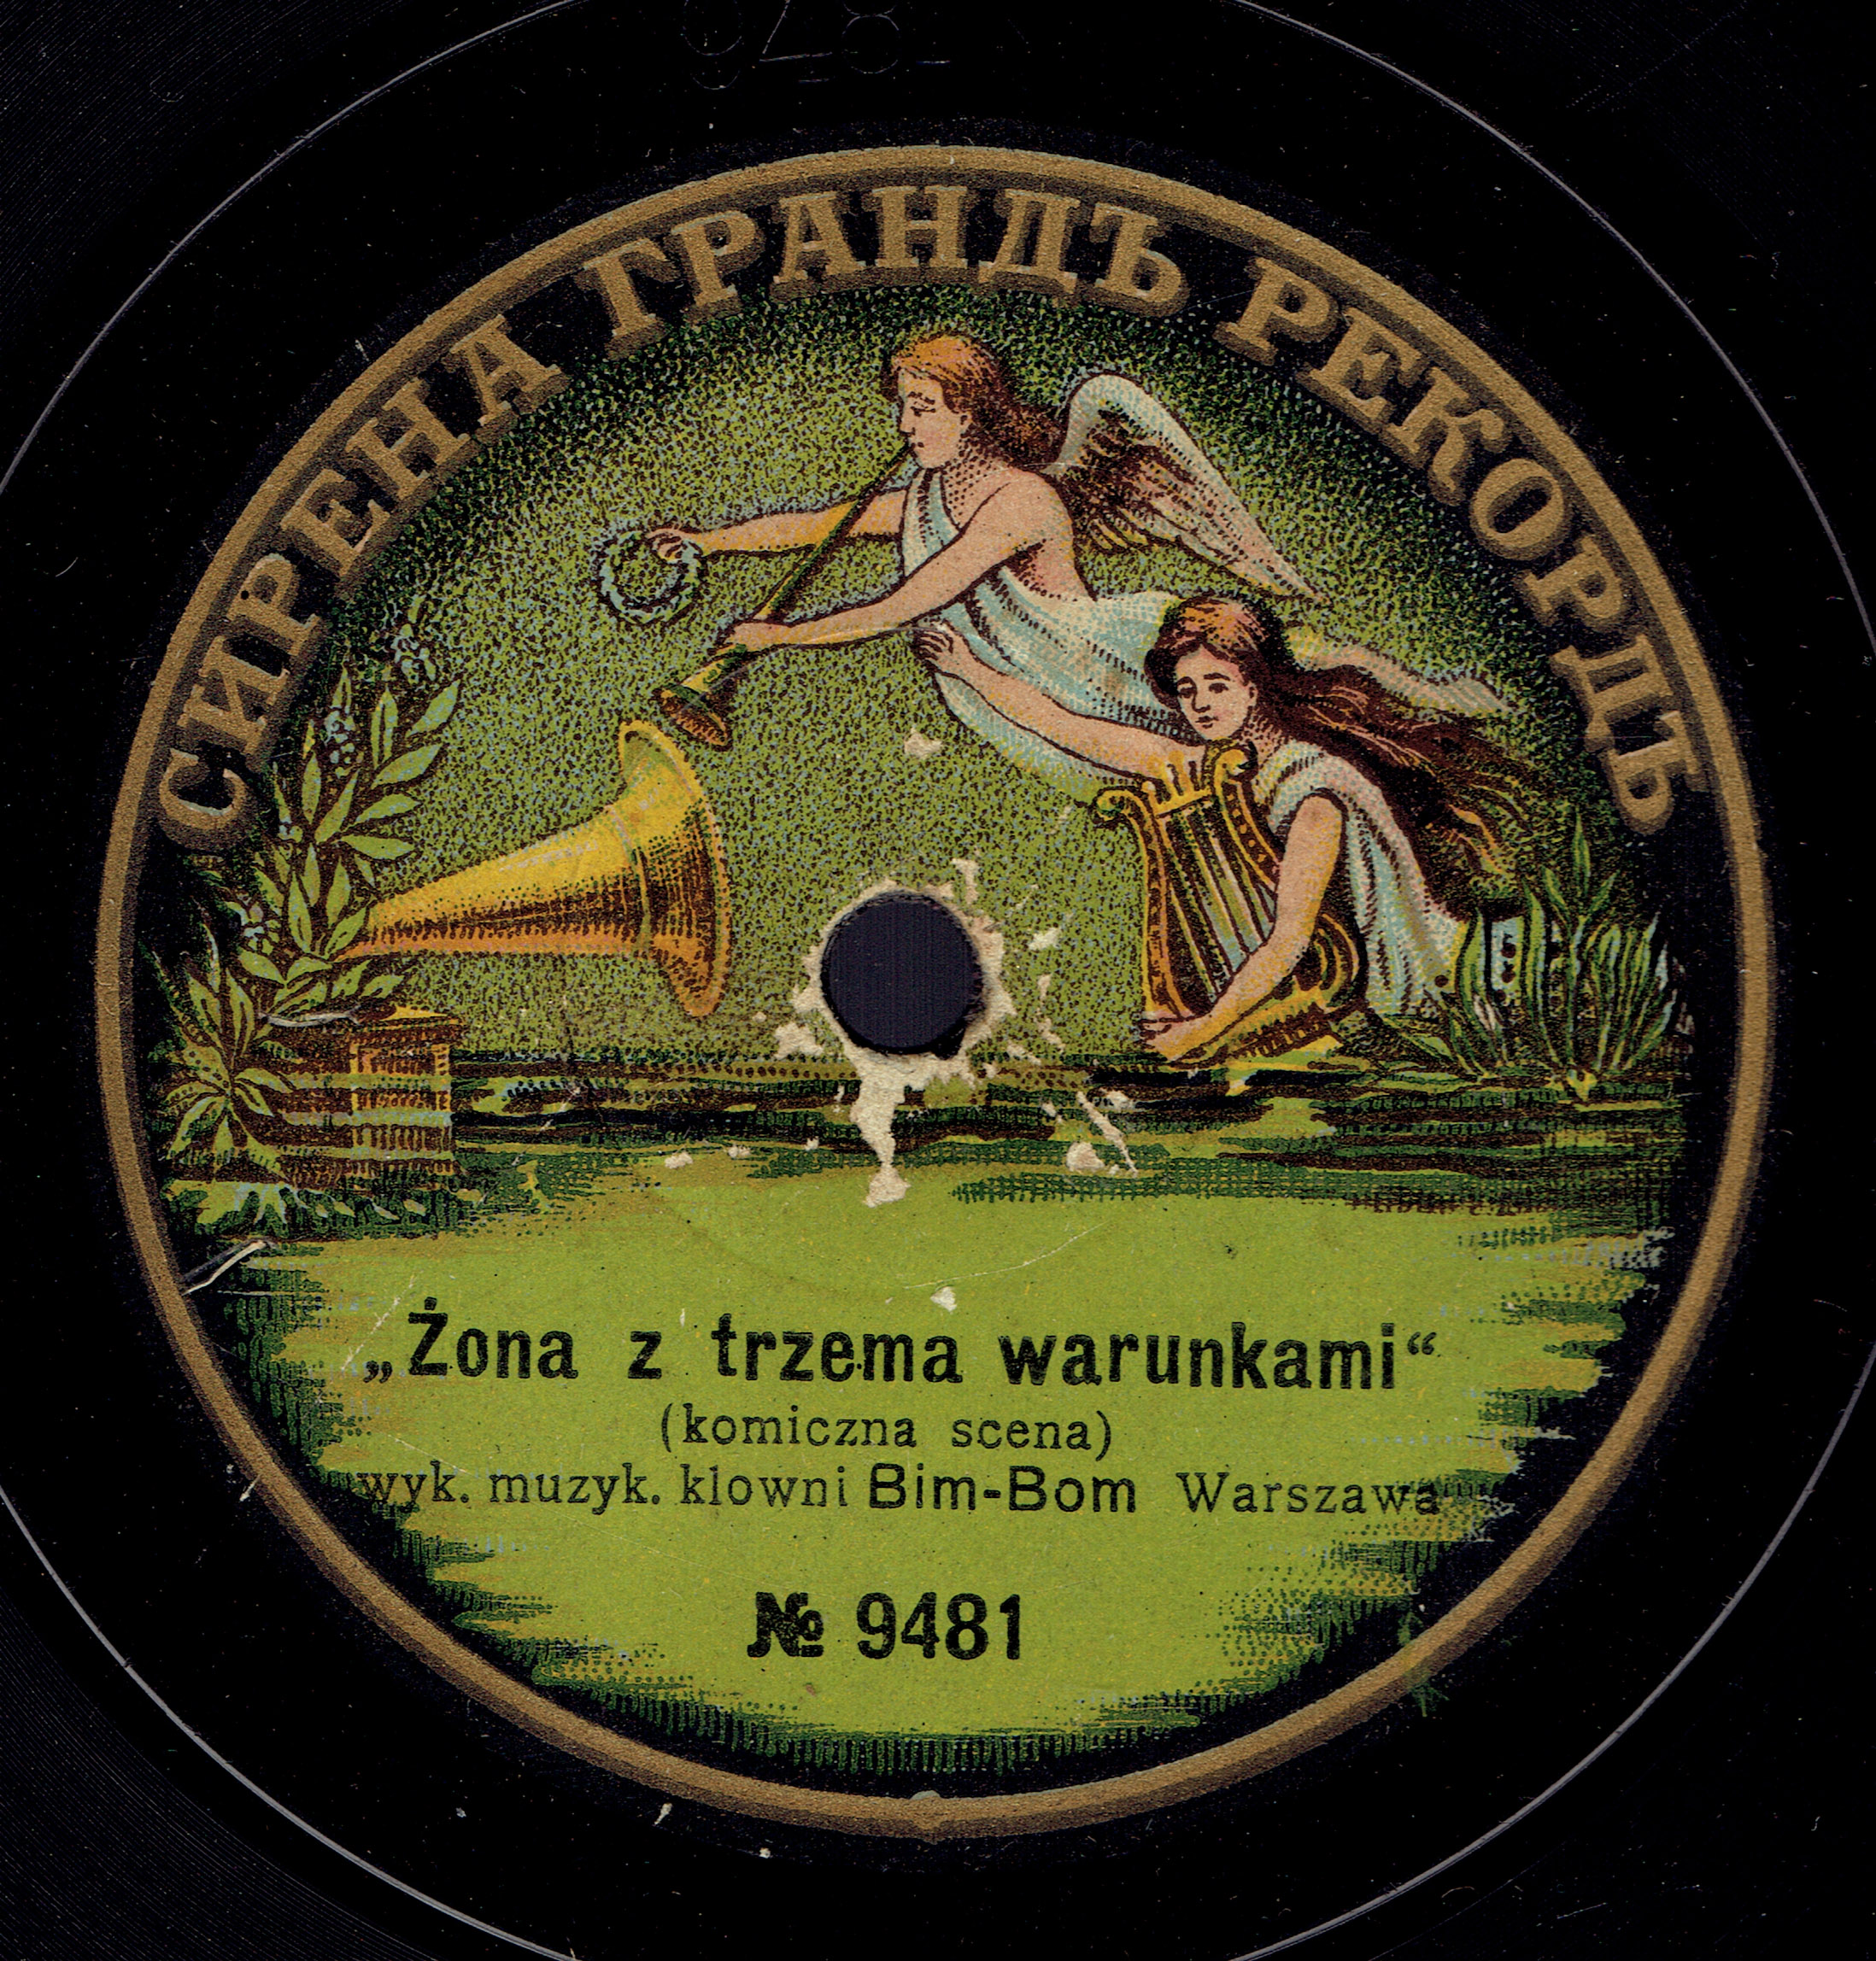 СИРЕНА ГРАНДЪ РЕКОРДЪ
„Żona z trzema warunkami“
(komiczna scena)
wyk. muzyk. klowni Bim-Bom Warszawa
№ 9481